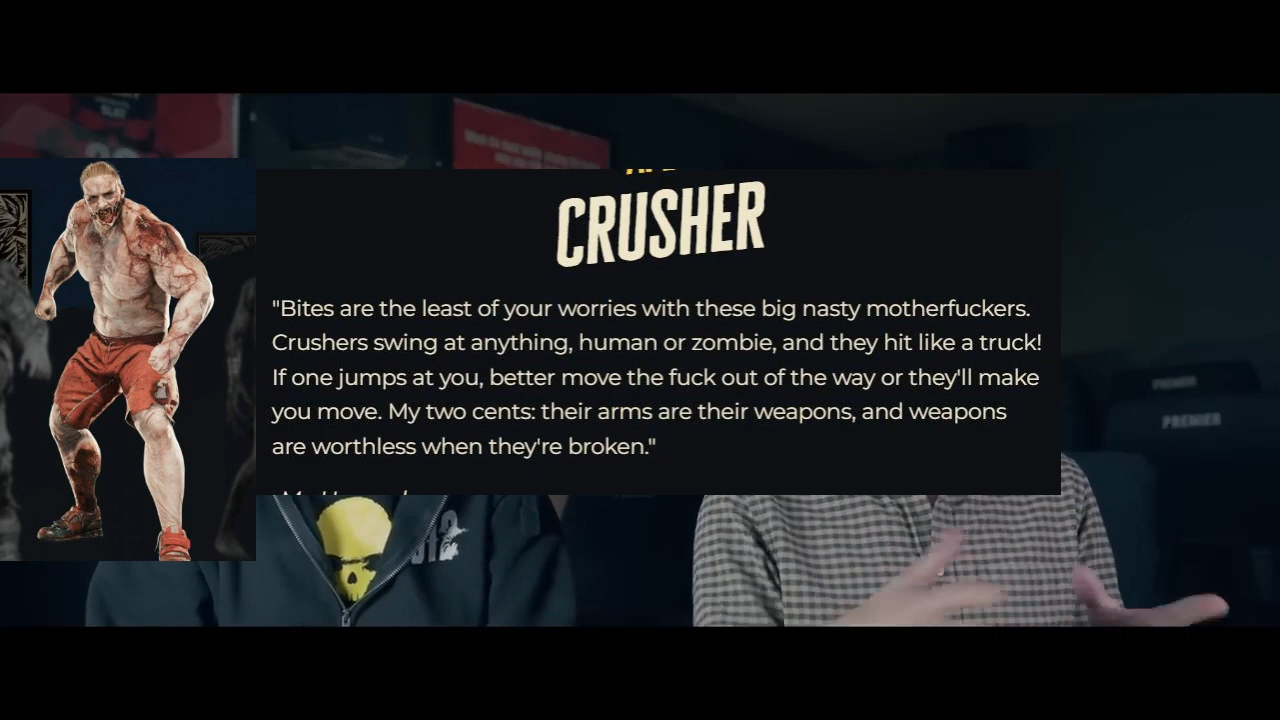 CRUSHER
"Bites are the least of your worries with these big nasty motherfuckers.
Crushers swing at anything, human or zombie, and they hit like a truck!
If one jumps at you, better move the fuck out of the way or they'll make
you move. My two cents: their arms are their weapons, and weapons
are worthless when they're broken."
PREMIER
PREMIER